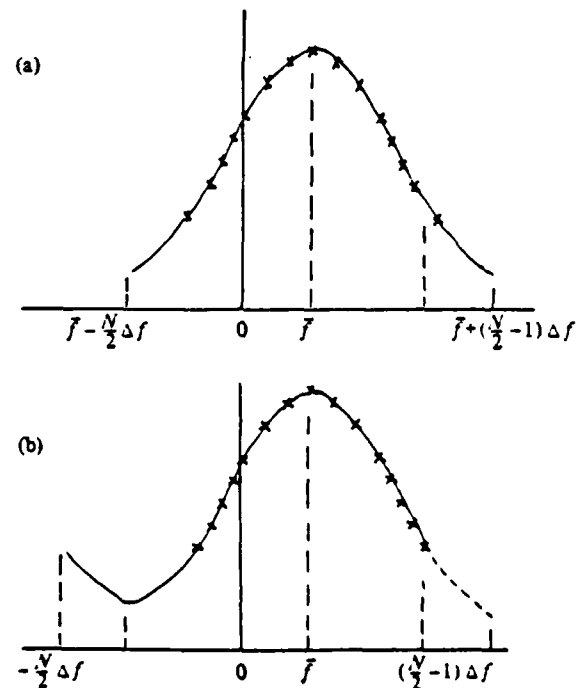 (a)
f̄ − N/2 Δf 0 f̄ f̄ + (N/2 −1) Δf
(b)
− N/2 Δf 0 f̄ (N/2 −1) Δf